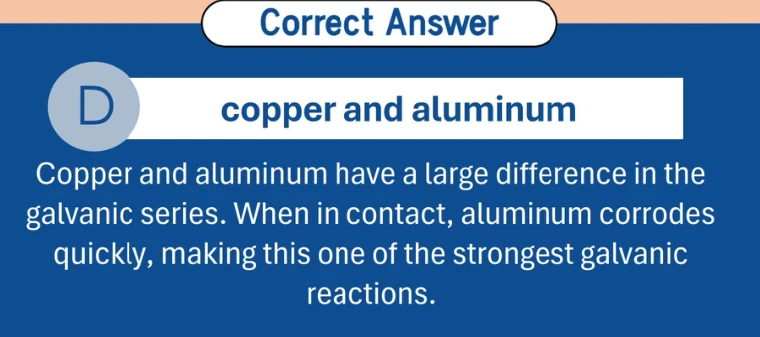 Correct Answer
D
copper and aluminum
Copper and aluminum have a large difference in the
galvanic series. When in contact, aluminum corrodes
quickly, making this one of the strongest galvanic
reactions.